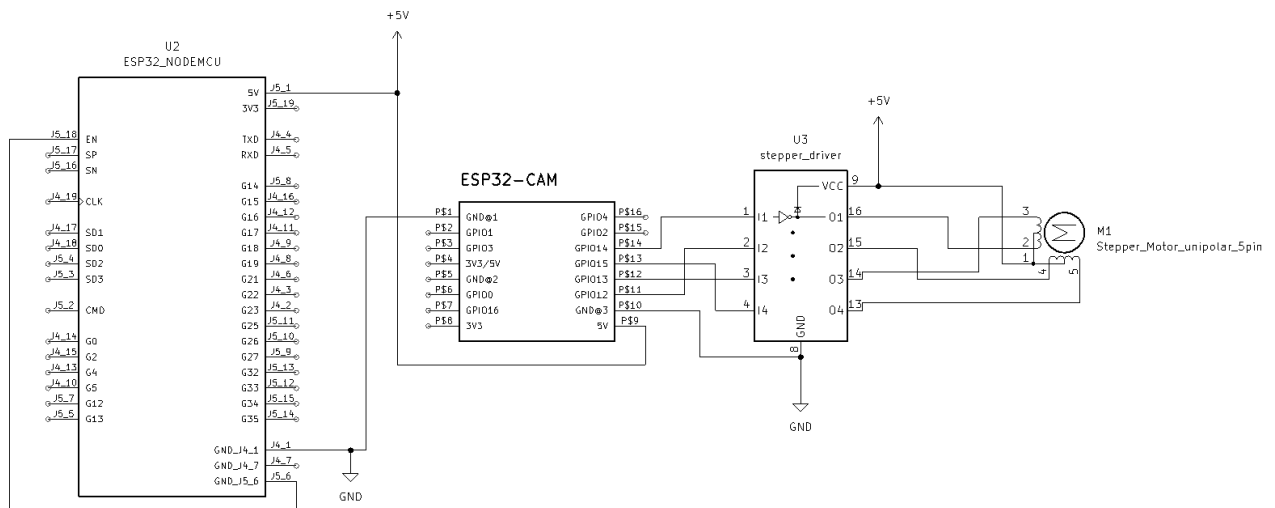 +5V
U2
ESP32_NODEMCU
5V J5_1
3V3 J5_19
J5_18 EN TXD J4_4
J5_17 SP RXD J4_5
J5_16 SN
G14 J5_8
J4_19 CLK G15 J4_16
G16 J4_12
J4_17 SD1 G17 J4_11
J4_18 SD0 G18 J4_9
J5_4 SD2 G19 J4_8
J5_3 SD3 G21 J4_6
G22 J4_3
J5_2 CMD G23 J4_2
G25 J5_11
J4_14 G0 G26 J5_10
J4_15 G2 G27 J5_9
J4_13 G4 G32 J5_13
J4_10 G5 G33 J5_12
J5_7 G12 G34 J5_15
J5_5 G13 G35 J5_14
GND_J4_1 J4_1
GND_J4_7 J4_7
GND_J5_6 J5_6
GND
ESP32-CAM
P$1 GND@1 GPIO4 P$16
P$2 GPIO1 GPIO2 P$15
P$3 GPIO3 GPIO14 P$14
P$4 3V3/5V GPIO15 P$13
P$5 GND@2 GPIO13 P$12
P$6 GPIO0 GPIO12 P$11
P$7 GPIO16 GND@3 P$10
P$8 3V3 5V P$9
+5V
U3
stepper_driver
VCC 9
1 I1 O1 16
2 I2 O2 15
3 I3 O3 14
4 I4 O4 13
GND
8
GND
3
2
1
4
5
M
M1
Stepper_Motor_unipolar_5pin